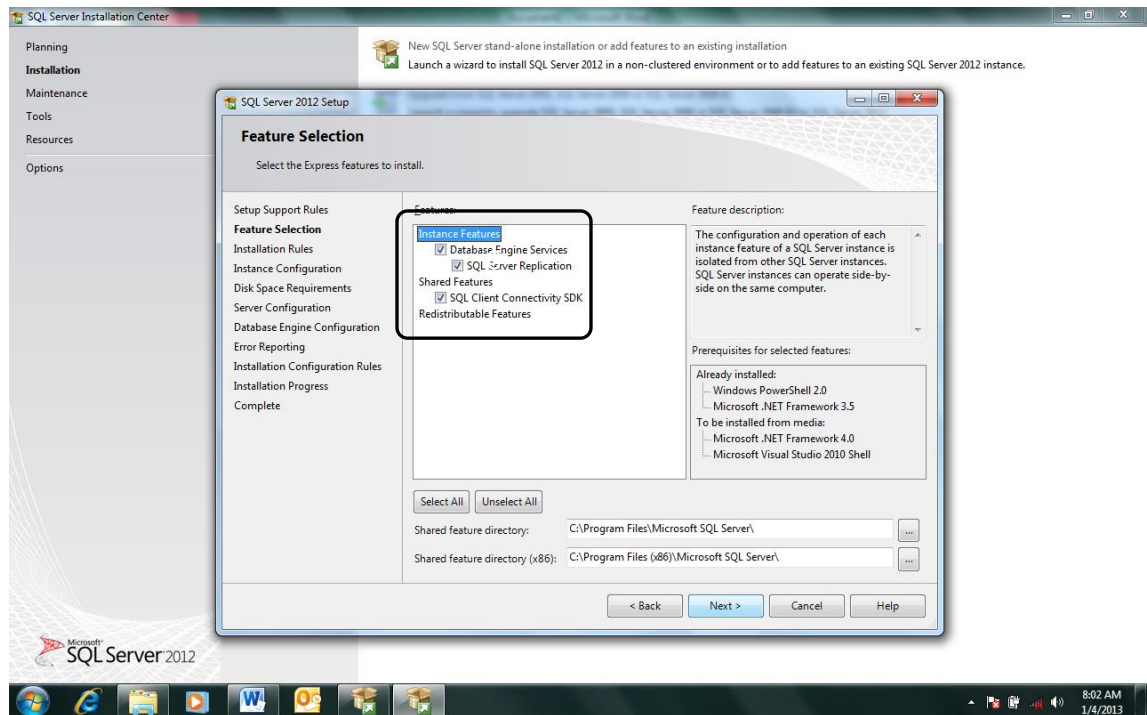 SQL Server Installation Center
Planning
Installation
Maintenance
Tools
Resources
Options
New SQL Server stand-alone installation or add features to an existing installation
Launch a wizard to install SQL Server 2012 in a non-clustered environment or to add features to an existing SQL Server 2012 instance.
SQL Server 2012 Setup
Feature Selection
Select the Express features to install.
Setup Support Rules
Feature Selection
Installation Rules
Instance Configuration
Disk Space Requirements
Server Configuration
Database Engine Configuration
Error Reporting
Installation Configuration Rules
Installation Progress
Complete
Features:
Instance Features
Database Engine Services
SQL Server Replication
Shared Features
SQL Client Connectivity SDK
Redistributable Features
Feature description:
The configuration and operation of each
instance feature of a SQL Server instance is
isolated from other SQL Server instances.
SQL Server instances can operate side-by-
side on the same computer.
Prerequisites for selected features:
Already installed:
Windows PowerShell 2.0
Microsoft .NET Framework 3.5
To be installed from media:
Microsoft .NET Framework 4.0
Microsoft Visual Studio 2010 Shell
Select All
Unselect All
Shared feature directory:
C:\Program Files\Microsoft SQL Server\
...
Shared feature directory (x86):
C:\Program Files (x86)\Microsoft SQL Server\
...
< Back
Next >
Cancel
Help
Microsoft
SQL Server 2012
8:02 AM
1/4/2013